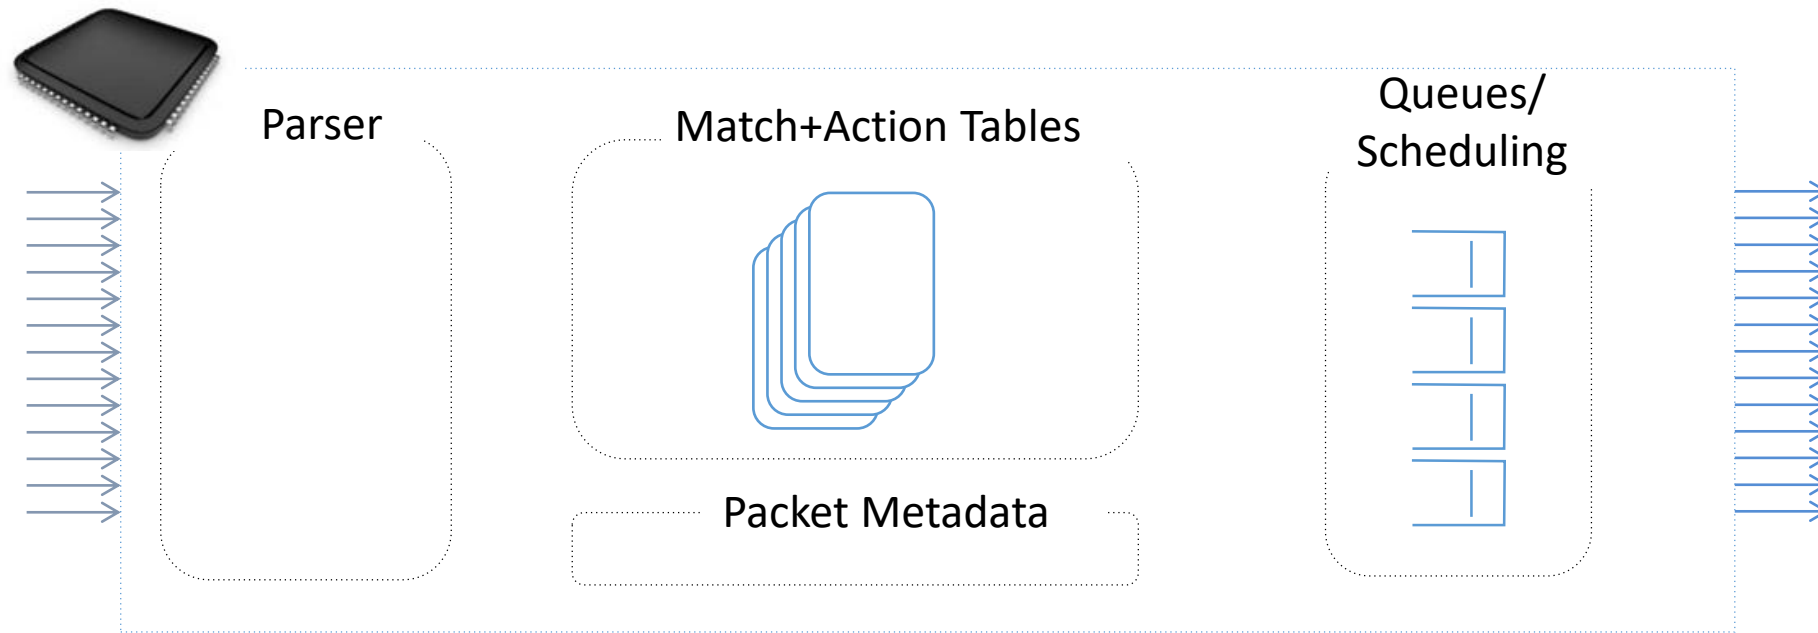 Parser
Match+Action Tables
Queues/
Scheduling
Packet Metadata